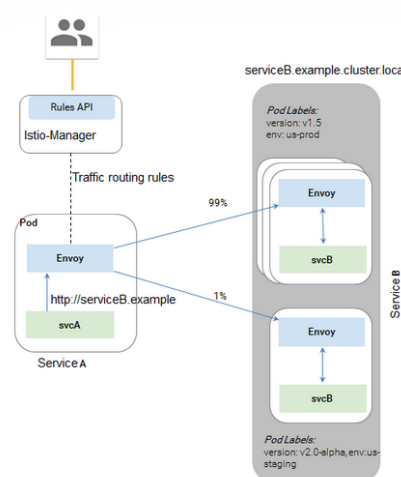 serviceB.example.cluster.loca
Rules API
Istio-Manager
Pod Labels:
version: v1.5
env: us-prod
Traffic routing rules
99%
Envoy
svcB
Pod
Envoy
http://serviceB.example
svcA
Service A
1%
Envoy
svcB
Service B
Pod Labels:
version: v2.0-alpha, env:us-
staging